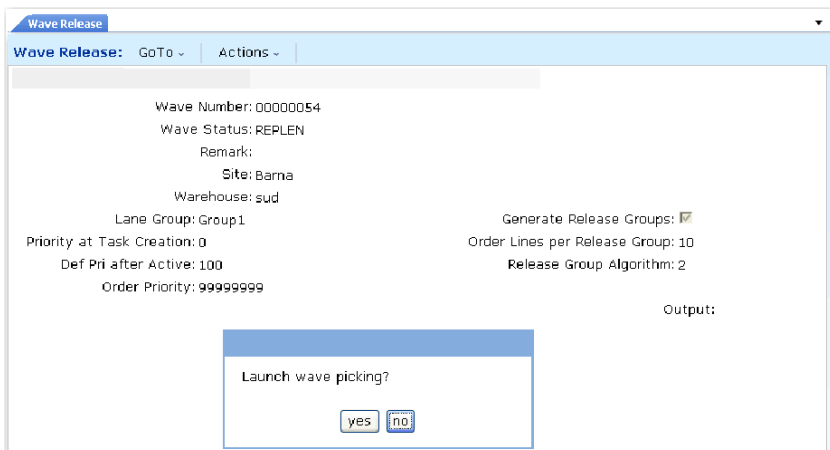 Wave Release
Wave Release: GoTo Actions
Wave Number: 00000054
Wave Status: REPLEN
Remark:
Site: Barna
Warehouse: sud
Lane Group: Group1 Generate Release Groups:
Priority at Task Creation: 0 Order Lines per Release Group: 10
Def Pri after Active: 100 Release Group Algorithm: 2
Order Priority: 99999999
Output:
Launch wave picking?
yes no